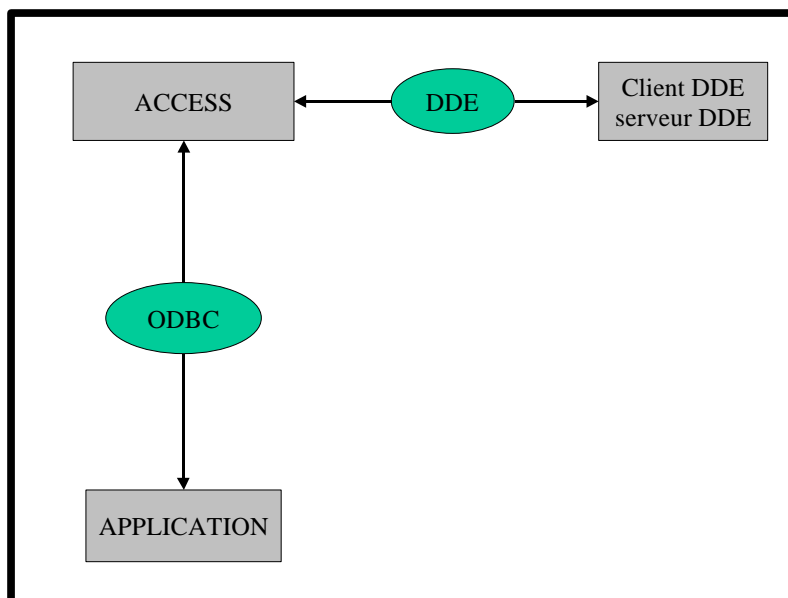 ACCESS
DDE
Client DDE
serveur DDE
ODBC
APPLICATION